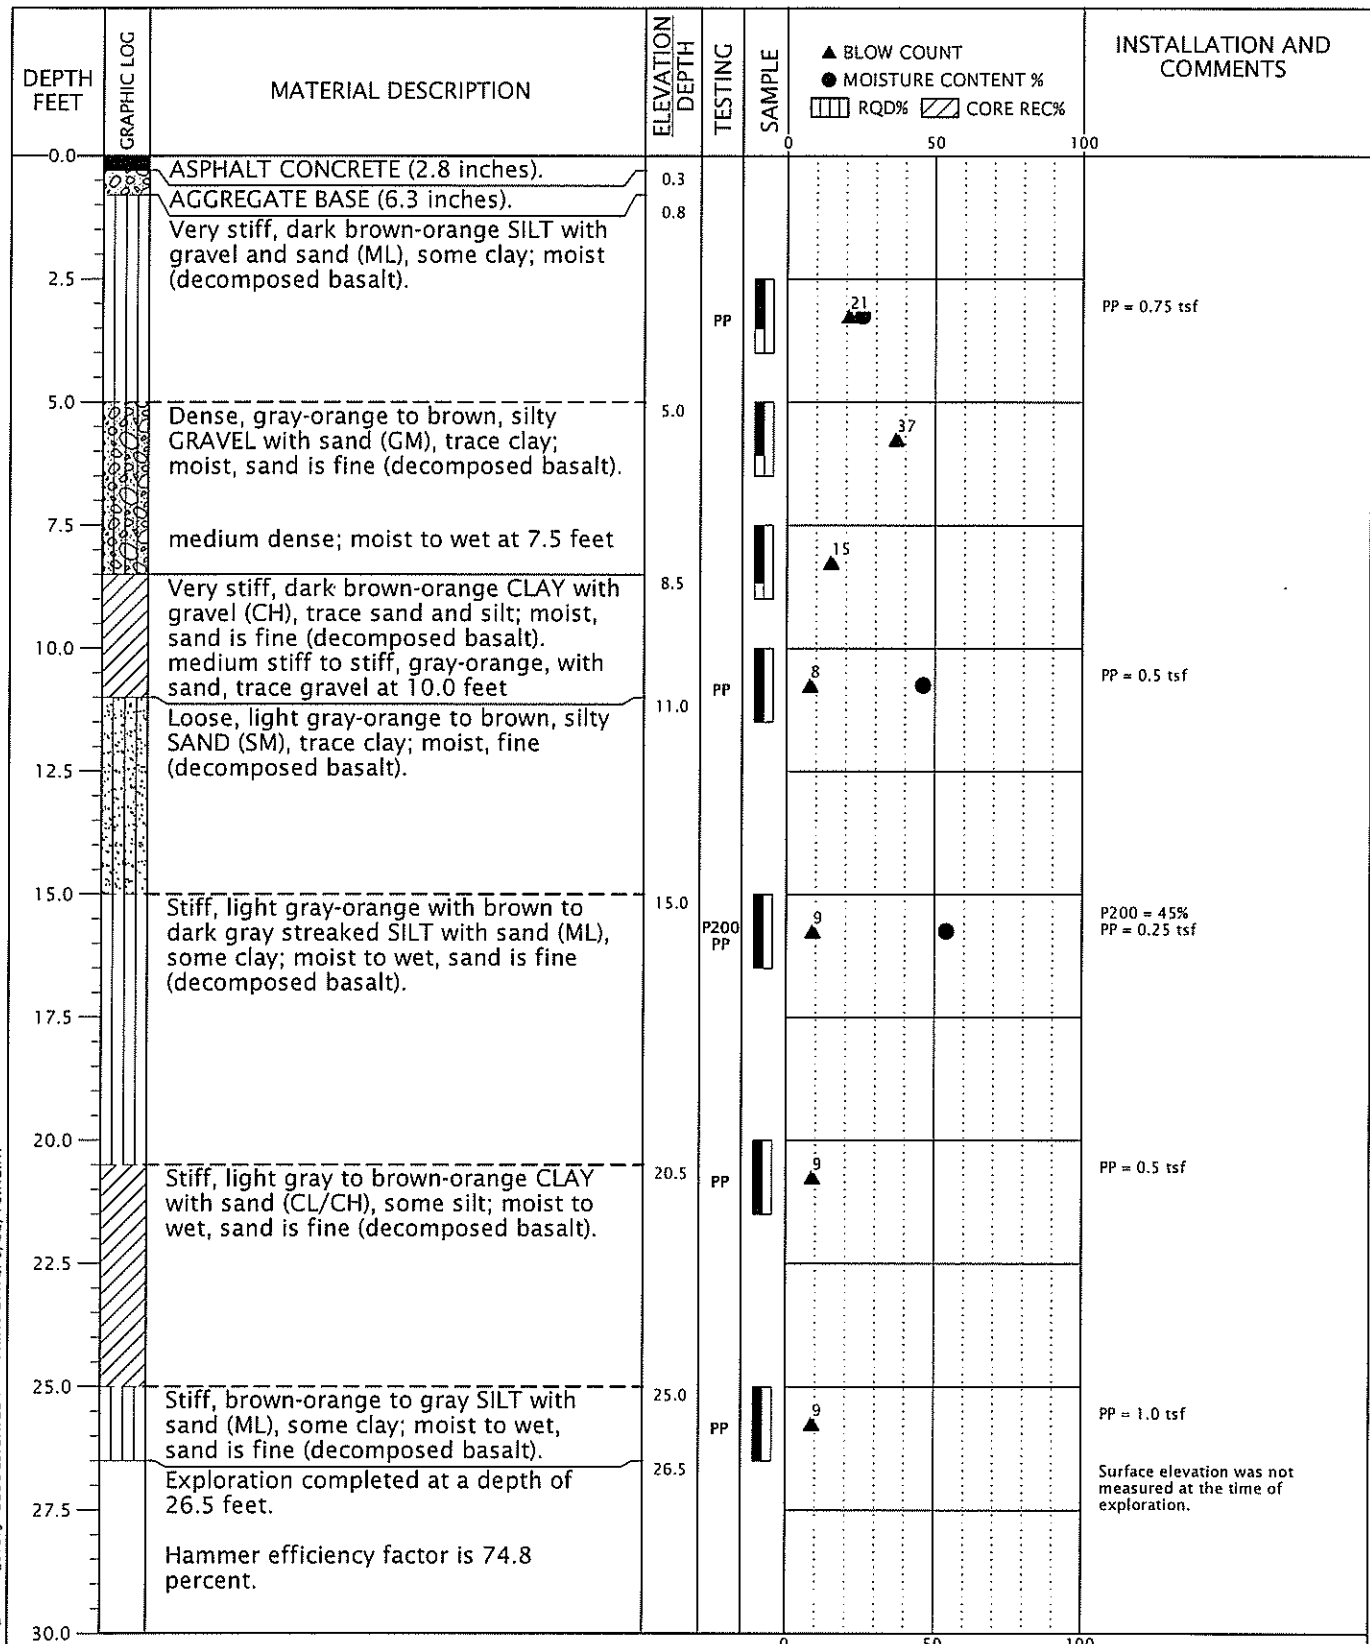 DEPTH
FEET
GRAPHIC LOG
MATERIAL DESCRIPTION
ELEVATION
DEPTH
TESTING
SAMPLE
▲ BLOW COUNT
● MOISTURE CONTENT %
RQD% CORE REC%
0 50 100
INSTALLATION AND
COMMENTS
0.0
ASPHALT CONCRETE (2.8 inches).
0.3
AGGREGATE BASE (6.3 inches).
0.8
Very stiff, dark brown-orange SILT with
gravel and sand (ML), some clay; moist
(decomposed basalt).
2.5
PP
21
PP = 0.75 tsf
5.0
Dense, gray-orange to brown, silty
GRAVEL with sand (GM), trace clay;
moist, sand is fine (decomposed basalt).
5.0
37
7.5
medium dense; moist to wet at 7.5 feet
15
Very stiff, dark brown-orange CLAY with
gravel (CH), trace sand and silt; moist,
sand is fine (decomposed basalt).
8.5
10.0
medium stiff to stiff, gray-orange, with
sand, trace gravel at 10.0 feet
PP
8
PP = 0.5 tsf
11.0
Loose, light gray-orange to brown, silty
SAND (SM), trace clay; moist, fine
(decomposed basalt).
12.5
15.0
Stiff, light gray-orange with brown to
dark gray streaked SILT with sand (ML),
some clay; moist to wet, sand is fine
(decomposed basalt).
15.0
P200
PP
9
P200 = 45%
PP = 0.25 tsf
17.5
20.0
Stiff, light gray to brown-orange CLAY
with sand (CL/CH), some silt; moist to
wet, sand is fine (decomposed basalt).
20.5
PP
9
PP = 0.5 tsf
22.5
25.0
Stiff, brown-orange to gray SILT with
sand (ML), some clay; moist to wet,
sand is fine (decomposed basalt).
25.0
PP
9
PP = 1.0 tsf
26.5
Exploration completed at a depth of
26.5 feet.
Surface elevation was not
measured at the time of
exploration.
27.5
Hammer efficiency factor is 74.8
percent.
30.0
0 50 100